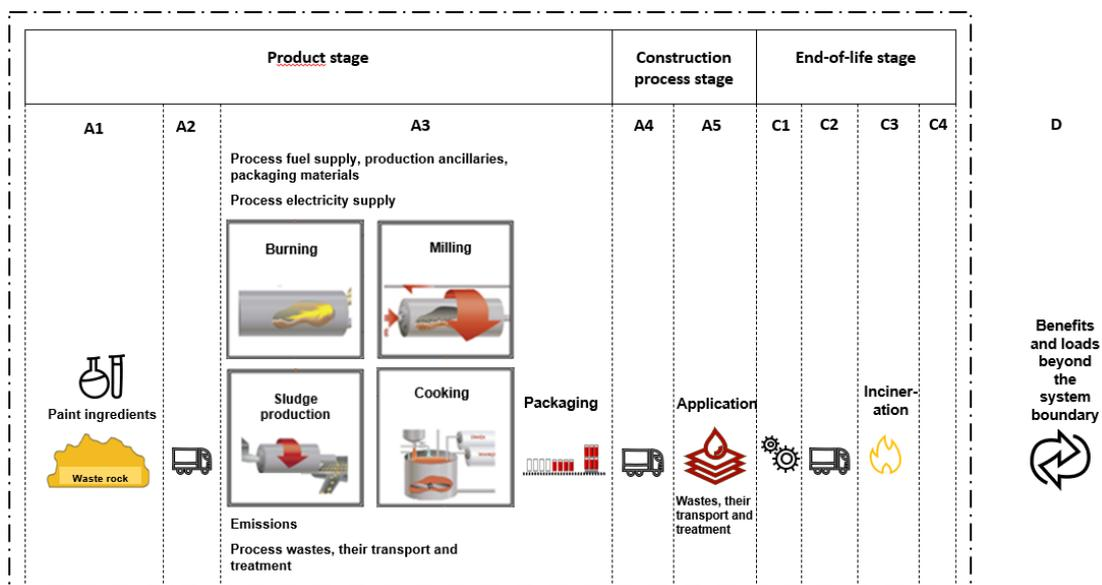 Product stage
Construction
process stage
End-of-life stage
A1
A2
A3
A4
A5
C1
C2
C3
C4
D
Process fuel supply, production ancillaries,
packaging materials
Process electricity supply
Burning
Milling
Sludge
production
Cooking
Packaging
Paint ingredients
Waste rock
Application
Wastes, their
transport and
treatment
Inciner-
ation
Benefits
and loads
beyond
the
system
boundary
Emissions
Process wastes, their transport and
treatment